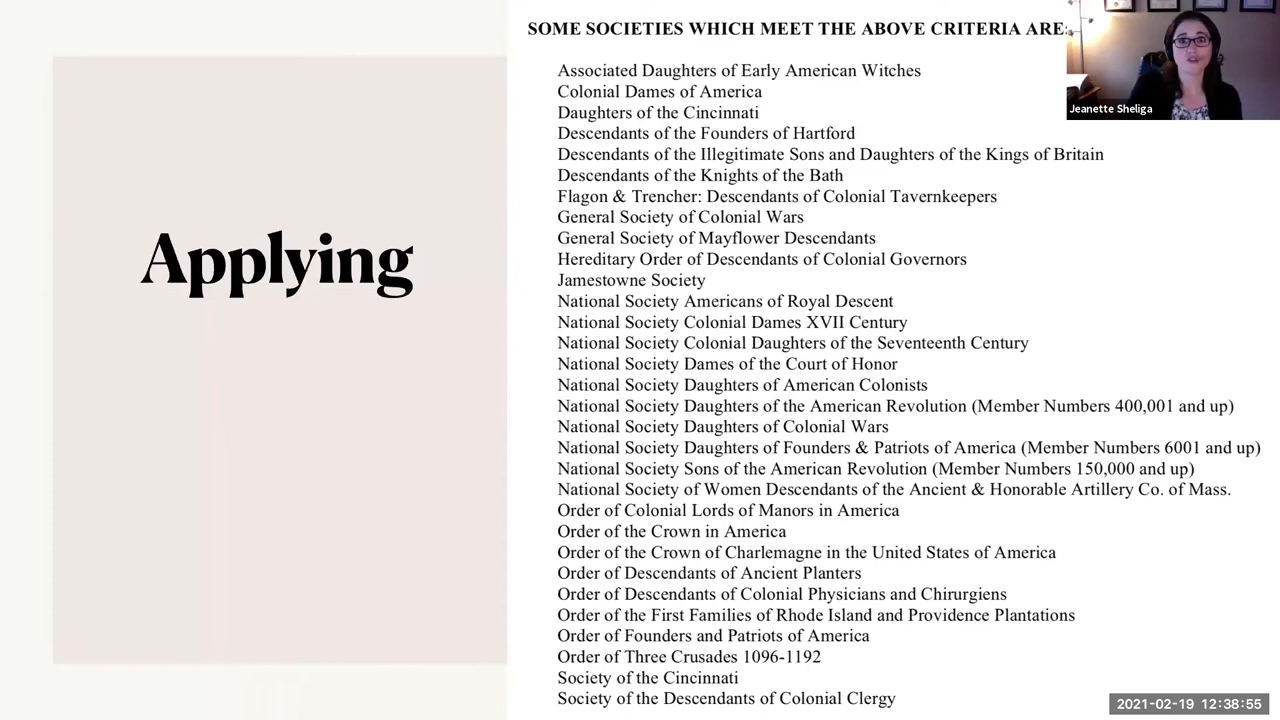 Applying
SOME SOCIETIES WHICH MEET THE ABOVE CRITERIA ARE:
Associated Daughters of Early American Witches
Colonial Dames of America
Daughters of the Cincinnati
Descendants of the Founders of Hartford
Descendants of the Illegitimate Sons and Daughters of the Kings of Britain
Descendants of the Knights of the Bath
Flagon & Trencher: Descendants of Colonial Tavernkeepers
General Society of Colonial Wars
General Society of Mayflower Descendants
Hereditary Order of Descendants of Colonial Governors
Jamestowne Society
National Society Americans of Royal Descent
National Society Colonial Dames XVII Century
National Society Colonial Daughters of the Seventeenth Century
National Society Dames of the Court of Honor
National Society Daughters of American Colonists
National Society Daughters of the American Revolution (Member Numbers 400,001 and up)
National Society Daughters of Colonial Wars
National Society Daughters of Founders & Patriots of America (Member Numbers 6001 and up)
National Society Sons of the American Revolution (Member Numbers 150,000 and up)
National Society of Women Descendants of the Ancient & Honorable Artillery Co. of Mass.
Order of Colonial Lords of Manors in America
Order of the Crown in America
Order of the Crown of Charlemagne in the United States of America
Order of Descendants of Ancient Planters
Order of Descendants of Colonial Physicians and Chirurgiens
Order of the First Families of Rhode Island and Providence Plantations
Order of Founders and Patriots of America
Order of Three Crusades 1096-1192
Society of the Cincinnati
Society of the Descendants of Colonial Clergy
Jeanette Sheliga
2021-02-19 12:38:55